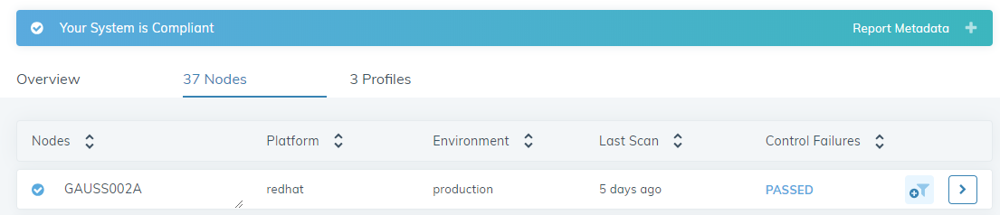 Your System is Compliant Report Metadata
Overview 37 Nodes 3 Profiles
Nodes Platform Environment Last Scan Control Failures
GAUSS002A redhat production 5 days ago PASSED